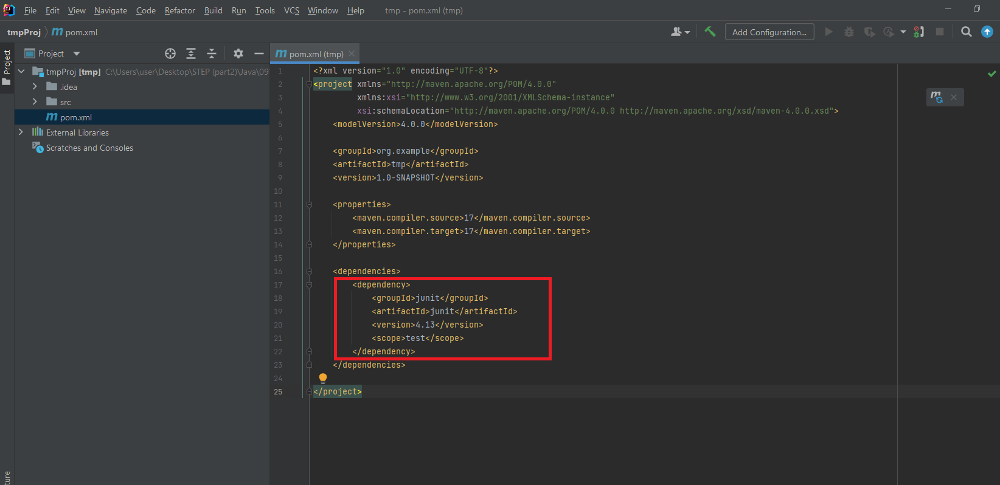 File Edit View Navigate Code Refactor Build Run Tools VCS Window Help tmp - pom.xml (tmp)
tmpProj pom.xml Add Configuration...
Project
Project
tmpProj [tmp] C:\Users\user\Desktop\STEP (part2)\Java\09
.idea
src
pom.xml
External Libraries
Scratches and Consoles
pom.xml (tmp)
1 <?xml version="1.0" encoding="UTF-8"?>
2 <project xmlns="http://maven.apache.org/POM/4.0.0"
3 xmlns:xsi="http://www.w3.org/2001/XMLSchema-instance"
4 xsi:schemaLocation="http://maven.apache.org/POM/4.0.0 http://maven.apache.org/xsd/maven-4.0.0.xsd">
5 <modelVersion>4.0.0</modelVersion>
6
7 <groupId>org.example</groupId>
8 <artifactId>tmp</artifactId>
9 <version>1.0-SNAPSHOT</version>
10
11 <properties>
12 <maven.compiler.source>17</maven.compiler.source>
13 <maven.compiler.target>17</maven.compiler.target>
14 </properties>
15
16 <dependencies>
17 <dependency>
18 <groupId>junit</groupId>
19 <artifactId>junit</artifactId>
20 <version>4.13</version>
21 <scope>test</scope>
22 </dependency>
23 </dependencies>
24
25 </project>